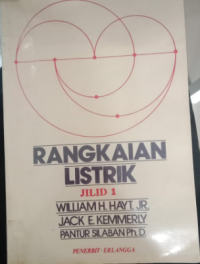 RANGKAIAN
LISTRIK
JILID 1
WILLIAM H. HAYT, JR.
JACK E. KEMMERLY
PANTUR SILABAN Ph.D
PENERBIT - ERLANGGA